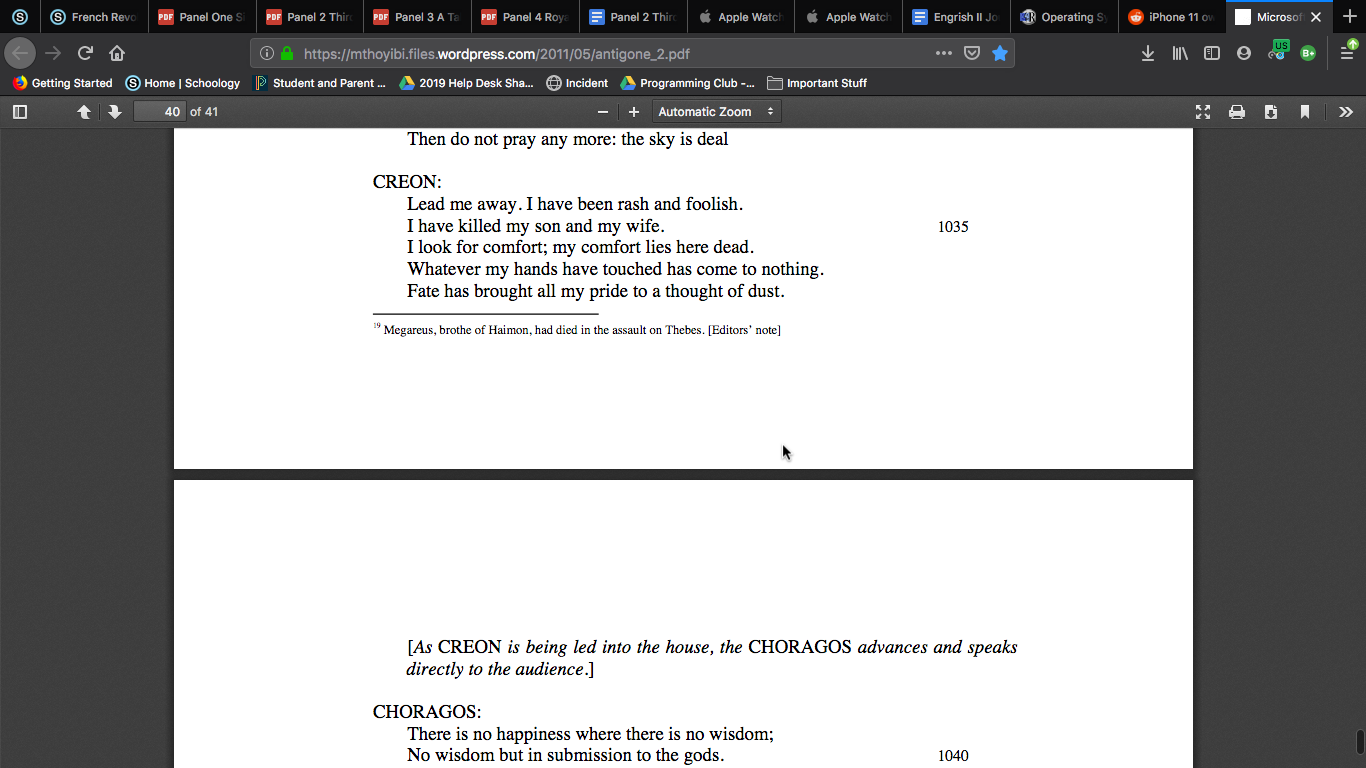 French Revo
Panel One S
Panel 2 Thir
Panel 3 A Ta
Panel 4 Roya
Panel 2 Thir
Apple Watch
Apple Watch
Engrish II Jo
Operating Sy
iPhone 11 ow
Microsof
https://mthoyibi.files.wordpress.com/2011/05/antigone_2.pdf
US
B+
Getting Started
Home | Schoology
Student and Parent ...
2019 Help Desk Sha...
Incident
Programming Club -...
Important Stuff
40 of 41
Automatic Zoom
Then do not pray any more: the sky is deal
CREON:
Lead me away. I have been rash and foolish.
I have killed my son and my wife. 1035
I look for comfort; my comfort lies here dead.
Whatever my hands have touched has come to nothing.
Fate has brought all my pride to a thought of dust.
19 Megareus, brothe of Haimon, had died in the assault on Thebes. [Editors' note]
[As CREON is being led into the house, the CHORAGOS advances and speaks
directly to the audience.]
CHORAGOS:
There is no happiness where there is no wisdom;
No wisdom but in submission to the gods. 1040